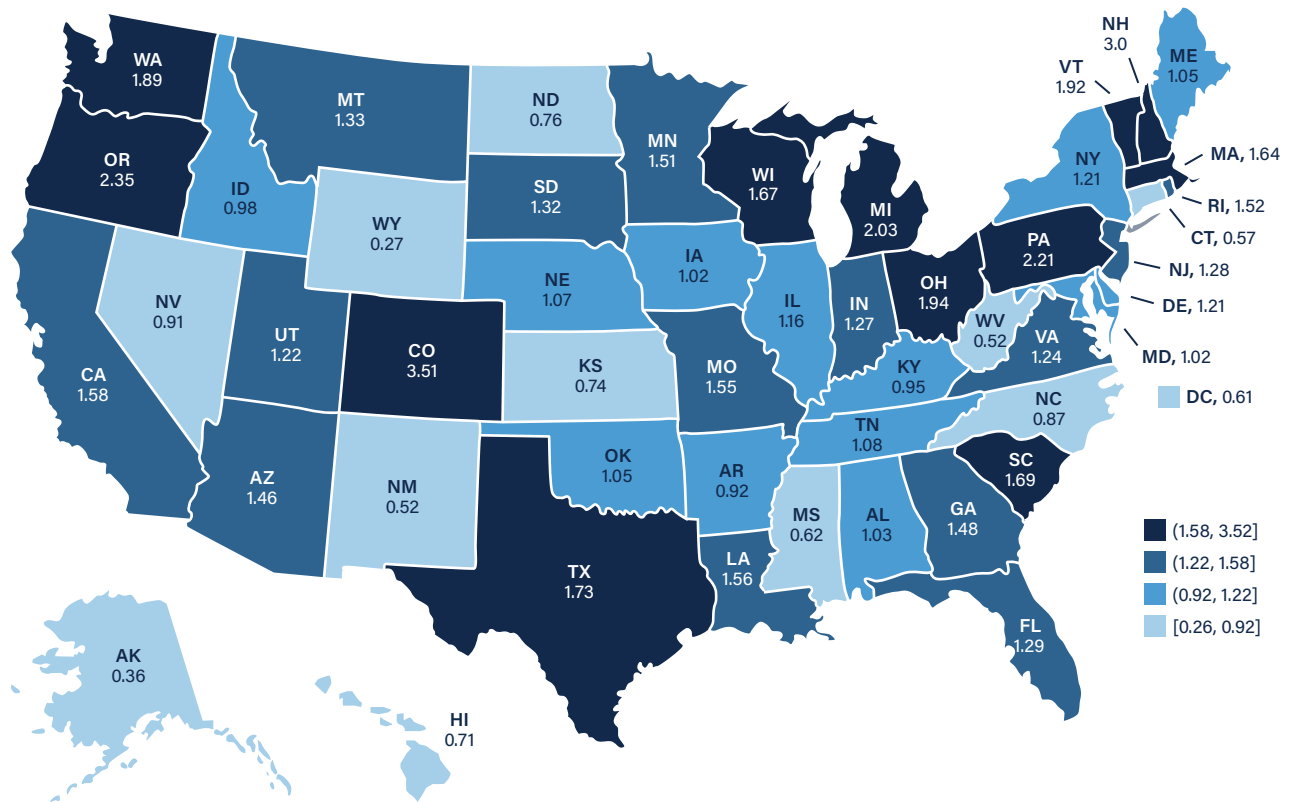 NH
3.0
ME
1.05
VT
1.92
WA
1.89
MT
1.33
ND
0.76
MN
1.51
OR
2.35
ID
0.98
WY
0.27
SD
1.32
WI
1.67
MI
2.03
NY
1.21
MA, 1.64
RI, 1.52
CT, 0.57
PA
2.21
NJ, 1.28
DE, 1.21
MD, 1.02
DC, 0.61
NV
0.91
UT
1.22
CO
3.51
NE
1.07
IA
1.02
IL
1.16
IN
1.27
OH
1.94
WV
0.52
VA
1.24
CA
1.58
KS
0.74
MO
1.55
KY
0.95
NC
0.87
TN
1.08
AZ
1.46
NM
0.52
OK
1.05
AR
0.92
SC
1.69
MS
0.62
AL
1.03
GA
1.48
TX
1.73
LA
1.56
FL
1.29
AK
0.36
HI
0.71
(1.58, 3.52]
(1.22, 1.58]
(0.92, 1.22]
[0.26, 0.92]